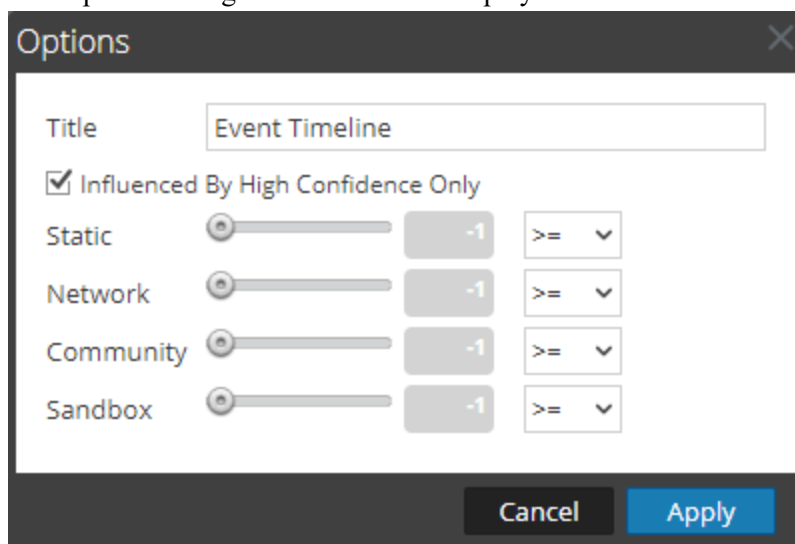 Options
Title Event Timeline
Influenced By High Confidence Only
Static -1 >=
Network -1 >=
Community -1 >=
Sandbox -1 >=
Cancel Apply